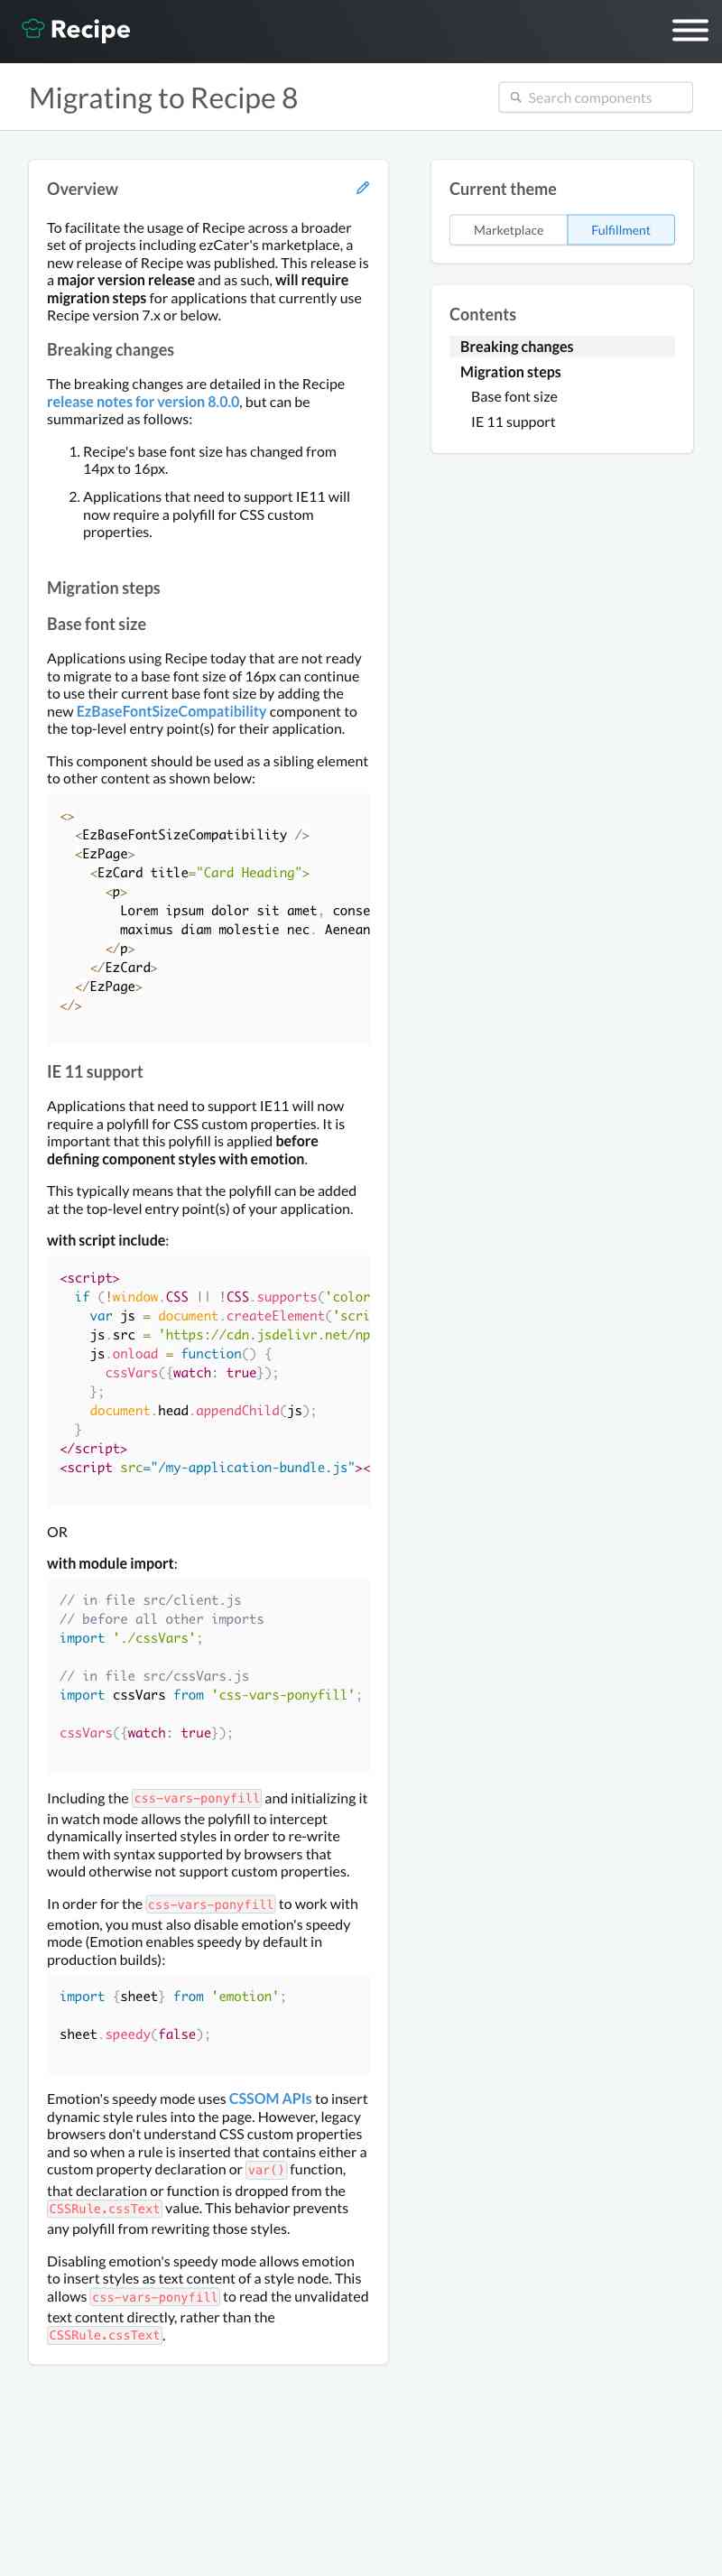 Recipe
Migrating to Recipe 8
Search components
Overview
To facilitate the usage of Recipe across a broader
set of projects including ezCater's marketplace, a
new release of Recipe was published. This release is
a major version release and as such, will require
migration steps for applications that currently use
Recipe version 7.x or below.
Breaking changes
The breaking changes are detailed in the Recipe
release notes for version 8.0.0, but can be
summarized as follows:
1. Recipe's base font size has changed from
14px to 16px.
2. Applications that need to support IE11 will
now require a polyfill for CSS custom
properties.
Migration steps
Base font size
Applications using Recipe today that are not ready
to migrate to a base font size of 16px can continue
to use their current base font size by adding the
new EzBaseFontSizeCompatibility component to
the top-level entry point(s) for their application.
This component should be used as a sibling element
to other content as shown below:
<>
  <EzBaseFontSizeCompatibility />
  <EzPage>
    <EzCard title="Card Heading">
      <p>
        Lorem ipsum dolor sit amet, conse
        maximus diam molestie nec. Aenean
      </p>
    </EzCard>
  </EzPage>
</>
IE 11 support
Applications that need to support IE11 will now
require a polyfill for CSS custom properties. It is
important that this polyfill is applied before
defining component styles with emotion.
This typically means that the polyfill can be added
at the top-level entry point(s) of your application.
with script include:
<script>
  if (!window.CSS || !CSS.supports('color
    var js = document.createElement('scri
    js.src = 'https://cdn.jsdelivr.net/np
    js.onload = function() {
      cssVars({watch: true});
    };
    document.head.appendChild(js);
  }
</script>
<script src="/my-application-bundle.js"><
OR
with module import:
// in file src/client.js
// before all other imports
import './cssVars';
// in file src/cssVars.js
import cssVars from 'css-vars-ponyfill';
cssVars({watch: true});
Including the css-vars-ponyfill and initializing it
in watch mode allows the polyfill to intercept
dynamically inserted styles in order to re-write
them with syntax supported by browsers that
would otherwise not support custom properties.
In order for the css-vars-ponyfill to work with
emotion, you must also disable emotion's speedy
mode (Emotion enables speedy by default in
production builds):
import {sheet} from 'emotion';
sheet.speedy(false);
Emotion's speedy mode uses CSSOM APIs to insert
dynamic style rules into the page. However, legacy
browsers don't understand CSS custom properties
and so when a rule is inserted that contains either a
custom property declaration or var() function,
that declaration or function is dropped from the
CSSRule.cssText value. This behavior prevents
any polyfill from rewriting those styles.
Disabling emotion's speedy mode allows emotion
to insert styles as text content of a style node. This
allows css-vars-ponyfill to read the unvalidated
text content directly, rather than the
CSSRule.cssText.
Current theme
Marketplace
Fulfillment
Contents
Breaking changes
Migration steps
Base font size
IE 11 support